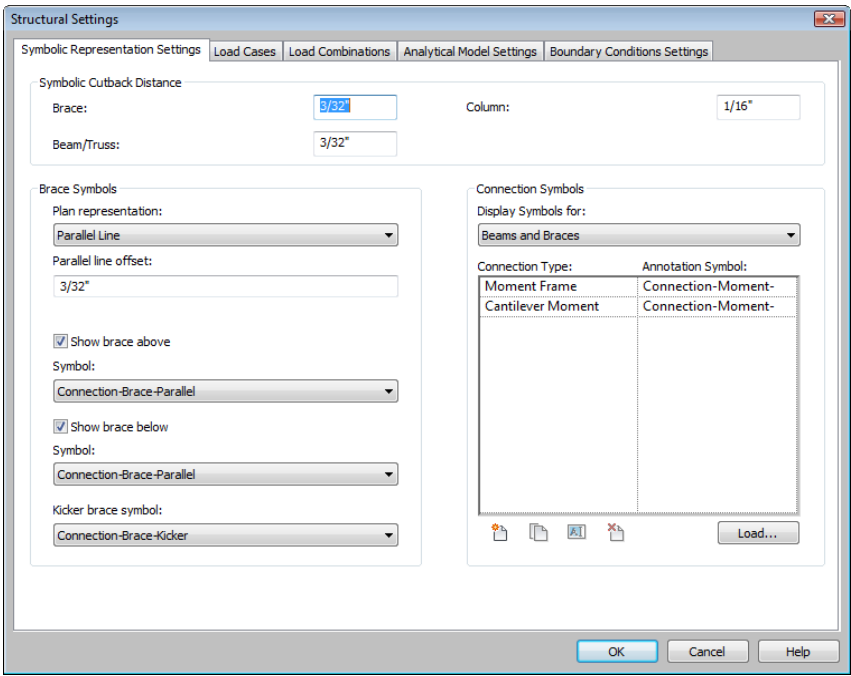 Structural Settings
Symbolic Representation Settings Load Cases Load Combinations Analytical Model Settings Boundary Conditions Settings
Symbolic Cutback Distance
Brace: 3/32" Column: 1/16"
Beam/Truss: 3/32"
Brace Symbols
Plan representation:
Parallel Line
Parallel line offset:
3/32"
Show brace above
Symbol:
Connection-Brace-Parallel
Show brace below
Symbol:
Connection-Brace-Parallel
Kicker brace symbol:
Connection-Brace-Kicker
Connection Symbols
Display Symbols for:
Beams and Braces
Connection Type: Annotation Symbol:
Moment Frame Connection-Moment-
Cantilever Moment Connection-Moment-
Load...
OK Cancel Help